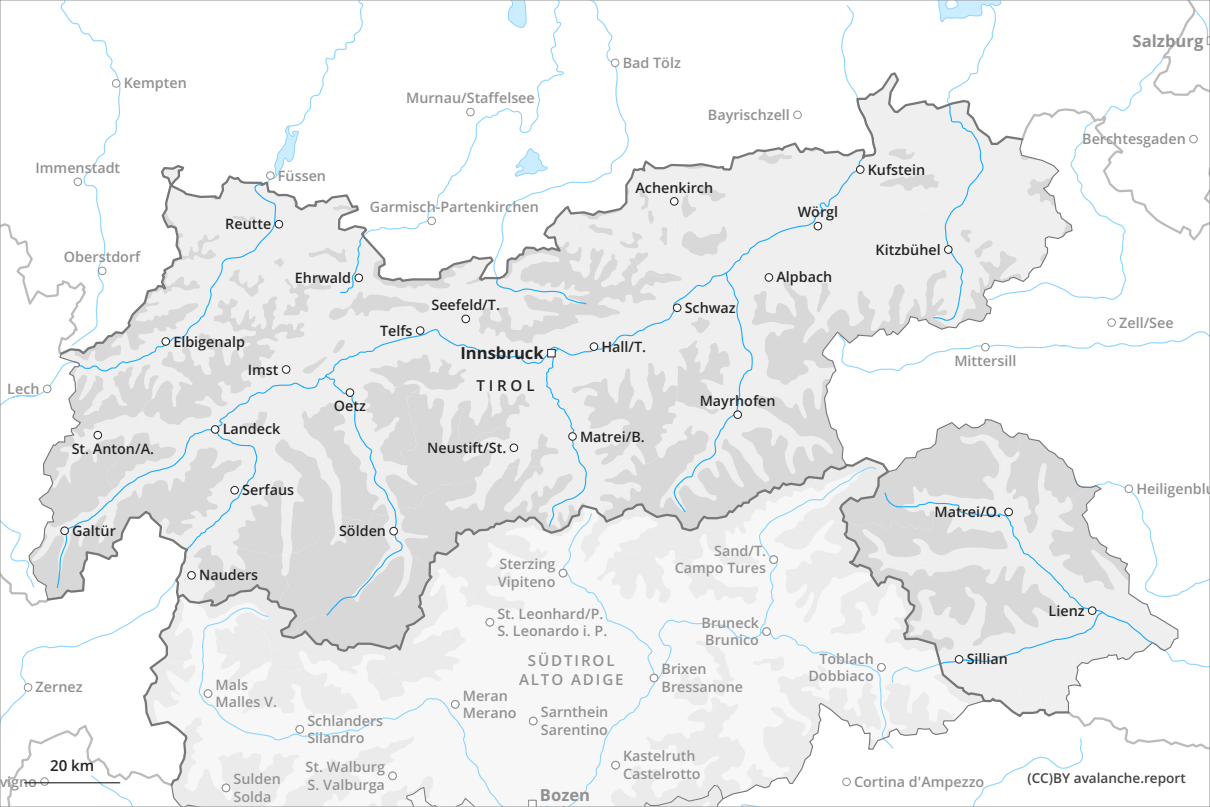 Salzburg
Bad Tölz
Kempten
Murnau/Staffelsee
Bayrischzell
Berchtesgaden
Immenstadt
Füssen
Kufstein
Achenkirch
Garmisch-Partenkirchen
Wörgl
Reutte
Kitzbühel
Oberstdorf
Ehrwald
Alpbach
Seefeld/T.
Schwaz
Zell/See
Telfs
Elbigenalp
Innsbruck
Hall/T.
Mittersill
Imst
TIROL
Lech
Oetz
Mayrhofen
Landeck
Matrei/B.
St. Anton/A.
Neustift/St.
Serfaus
Heiligenblu
Matrei/O.
Galtür
Sölden
Sand/T.
Campo Tures
Sterzing
Vipiteno
Nauders
Lienz
St. Leonhard/P.
S. Leonardo i. P.
Bruneck
Brunico
SÜDTIROL
ALTO ADIGE
Toblach
Dobbiaco
Sillian
Brixen
Bressanone
Zernez
Mals
Malles V.
Meran
Merano
Sarnthein
Sarentino
Schlanders
Silandro
Kastelruth
Castelrotto
20 km
St. Walburg
S. Valburga
vigno
Sulden
Solda
Cortina d'Ampezzo
(CC)BY avalanche.report
Bozen